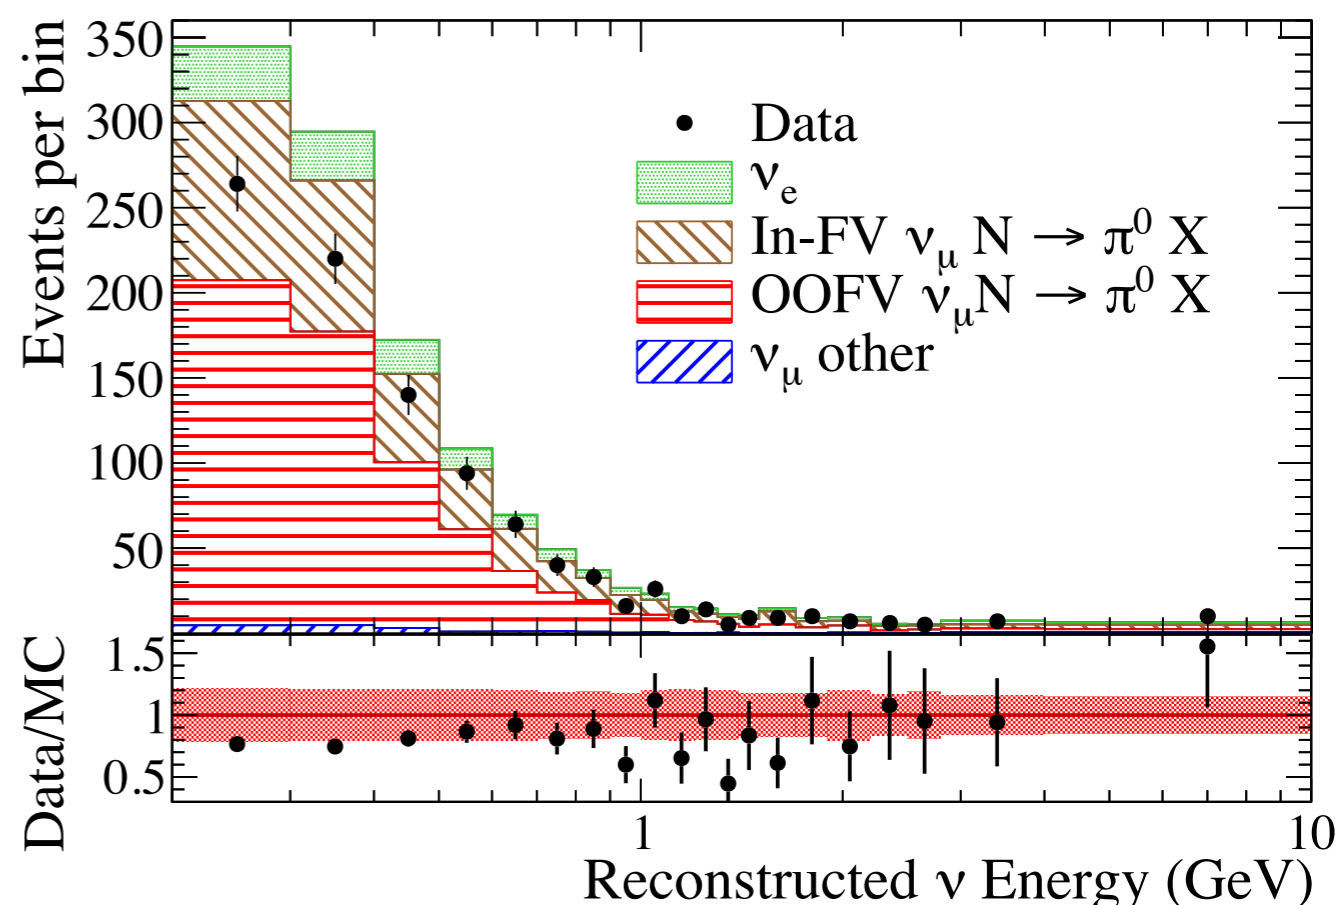 Events per bin
350
300
250
200
150
100
50
Data
νe
In-FV νμ N → π0 X
OOFV νμN → π0 X
νμ other
Data/MC
1.5
1
0.5
1
10
Reconstructed ν Energy (GeV)